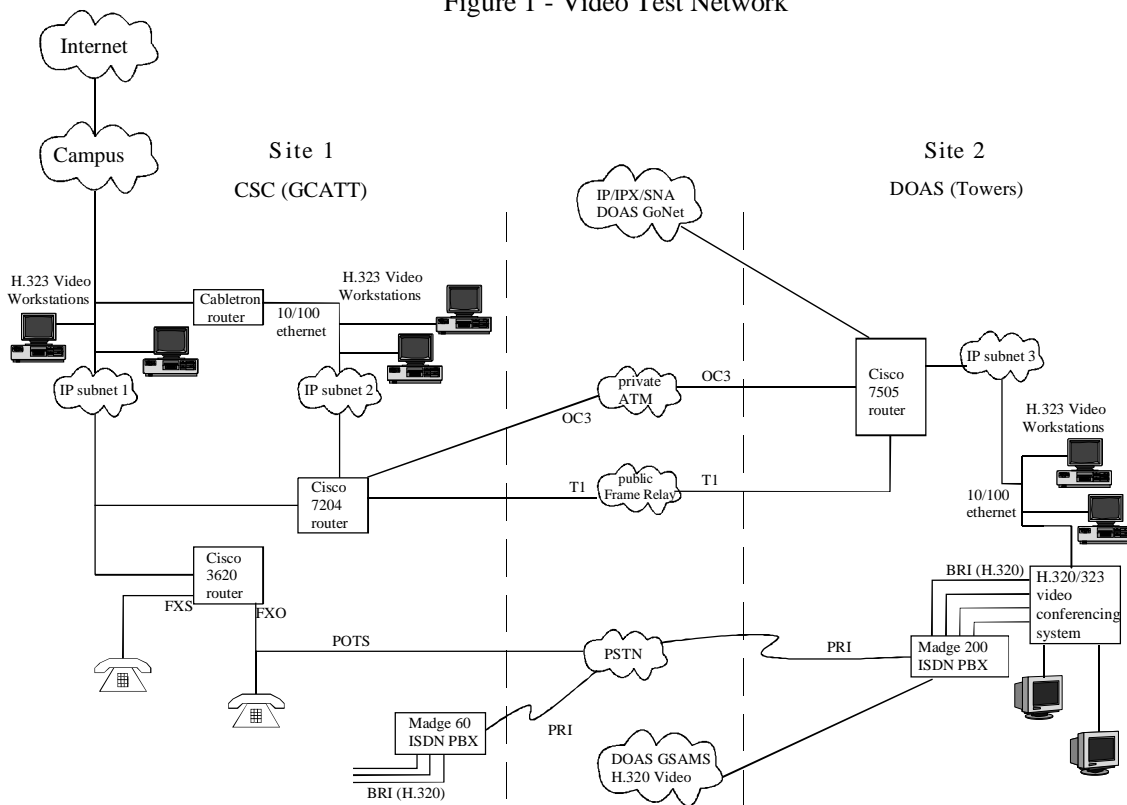 Figure 1 - Video Test Network
Internet
Campus
Site 1
CSC (GCATT)
Site 2
DOAS (Towers)
IP/IPX/SNA
DOAS GoNet
H.323 Video
Workstations
Cabletron
router
10/100
ethernet
H.323 Video
Workstations
IP subnet 1
IP subnet 2
private
ATM
OC3
OC3
Cisco
7505
router
IP subnet 3
H.323 Video
Workstations
10/100
ethernet
Cisco
7204
router
T1
public
Frame Relay
T1
Cisco
3620
router
FXS
FXO
POTS
PSTN
PRI
BRI (H.320)
H.320/323
video
conferencing
system
Madge 200
ISDN PBX
Madge 60
ISDN PBX
PRI
BRI (H.320)
DOAS GSAMS
H.320 Video